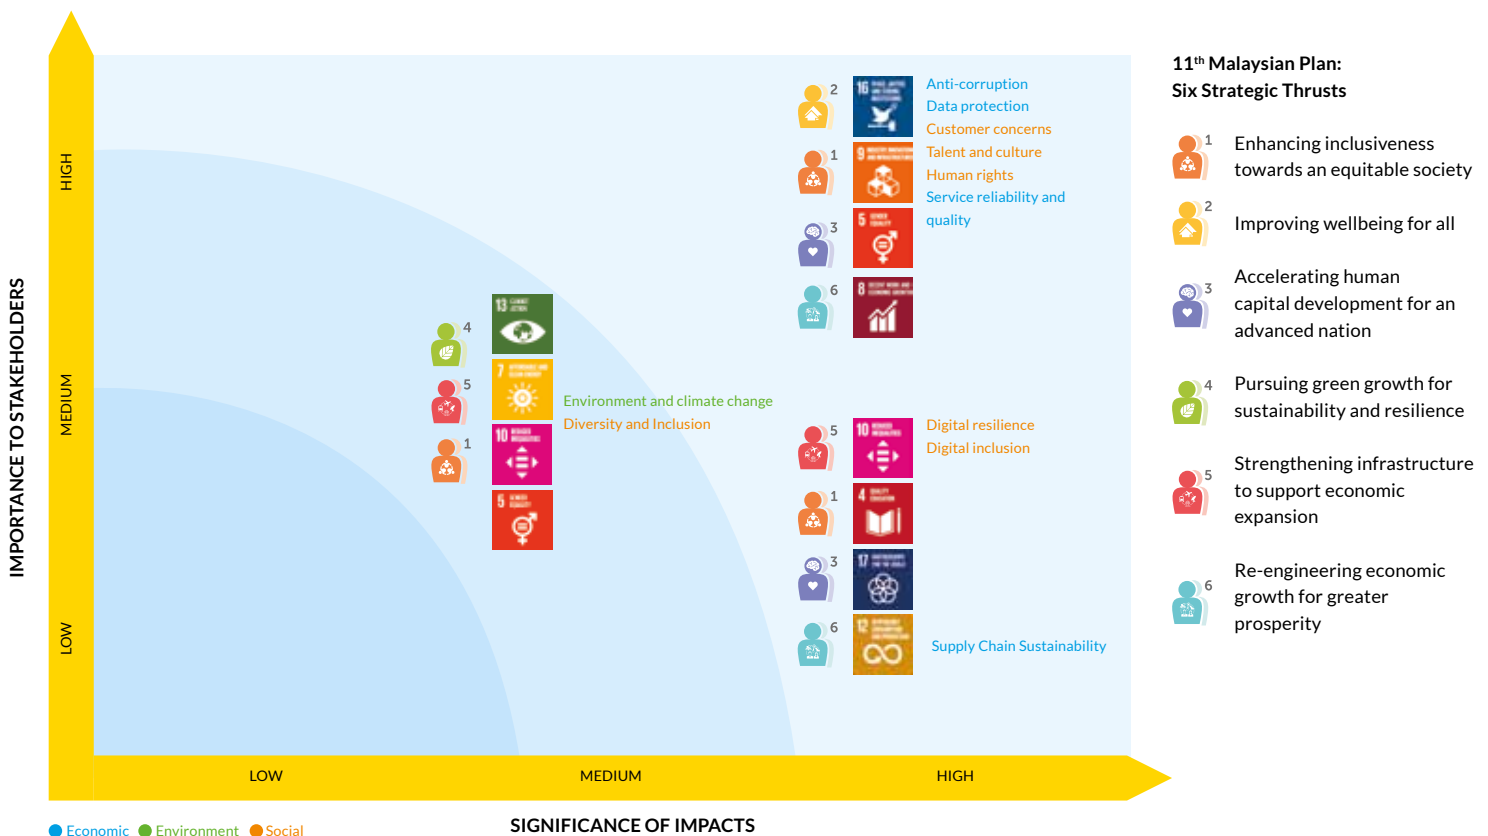 IMPORTANCE TO STAKEHOLDERS
HIGH
MEDIUM
LOW
2
16
Anti-corruption
Data protection
Customer concerns
1
9
Talent and culture
Human rights
Service reliability and
quality
3
5
6
8
4
13
5
7
Environment and climate change
Diversity and Inclusion
1
10
5
5
10
Digital resilience
Digital inclusion
1
4
3
17
6
12
Supply Chain Sustainability
LOW
MEDIUM
HIGH
SIGNIFICANCE OF IMPACTS
Economic Environment Social
11th Malaysian Plan:
Six Strategic Thrusts
1
Enhancing inclusiveness
towards an equitable society
2
Improving wellbeing for all
3
Accelerating human
capital development for an
advanced nation
4
Pursuing green growth for
sustainability and resilience
5
Strengthening infrastructure
to support economic
expansion
6
Re-engineering economic
growth for greater
prosperity